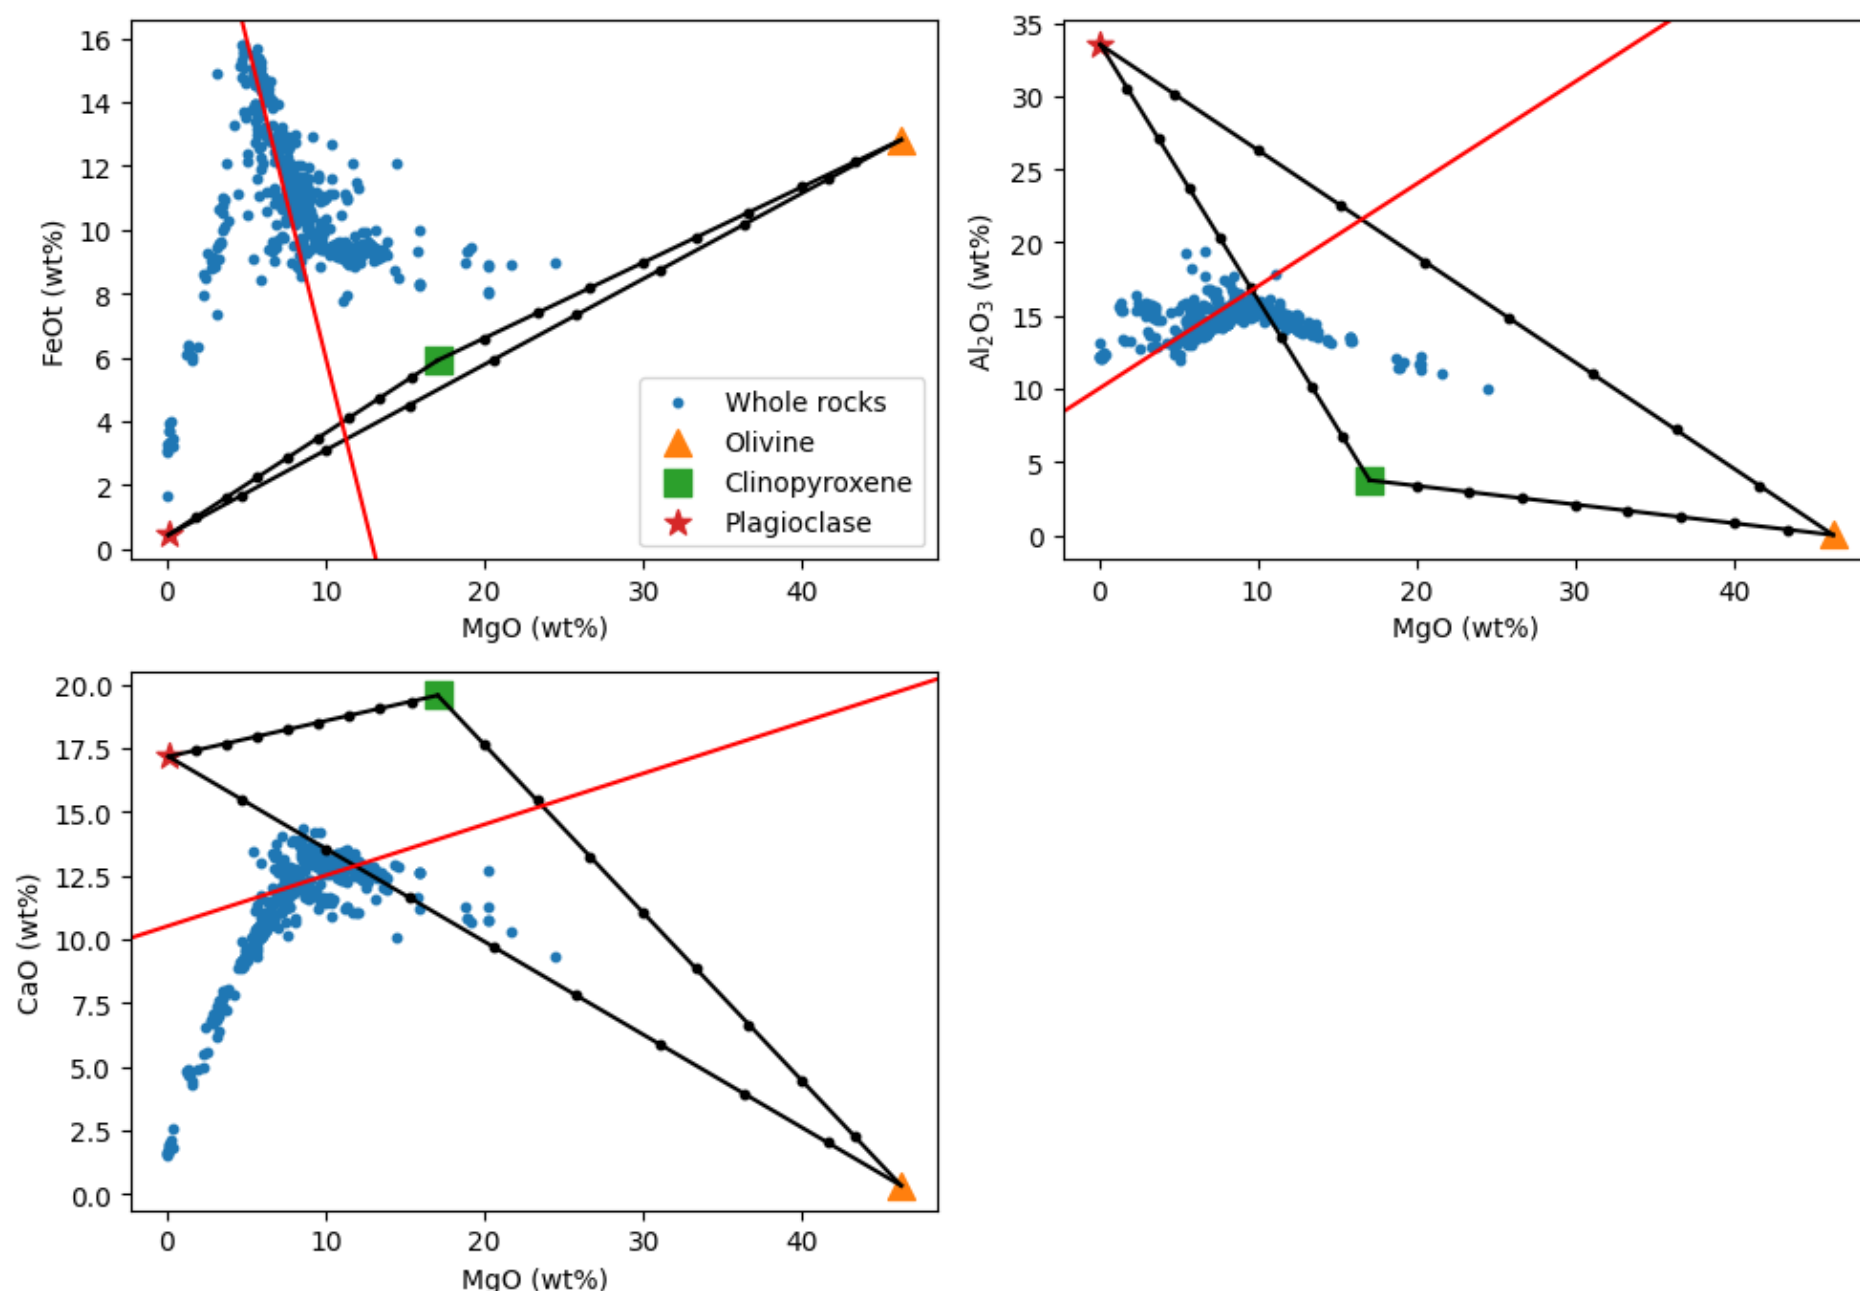 16
14
12
10
8
6
4
2
0
FeOt (wt%)
0 10 20 30 40
MgO (wt%)
Whole rocks
Olivine
Clinopyroxene
Plagioclase
35
30
25
20
15
10
5
0
Al₂O₃ (wt%)
0 10 20 30 40
MgO (wt%)
20.0
17.5
15.0
12.5
10.0
7.5
5.0
2.5
0.0
CaO (wt%)
0 10 20 30 40
MgO (wt%)